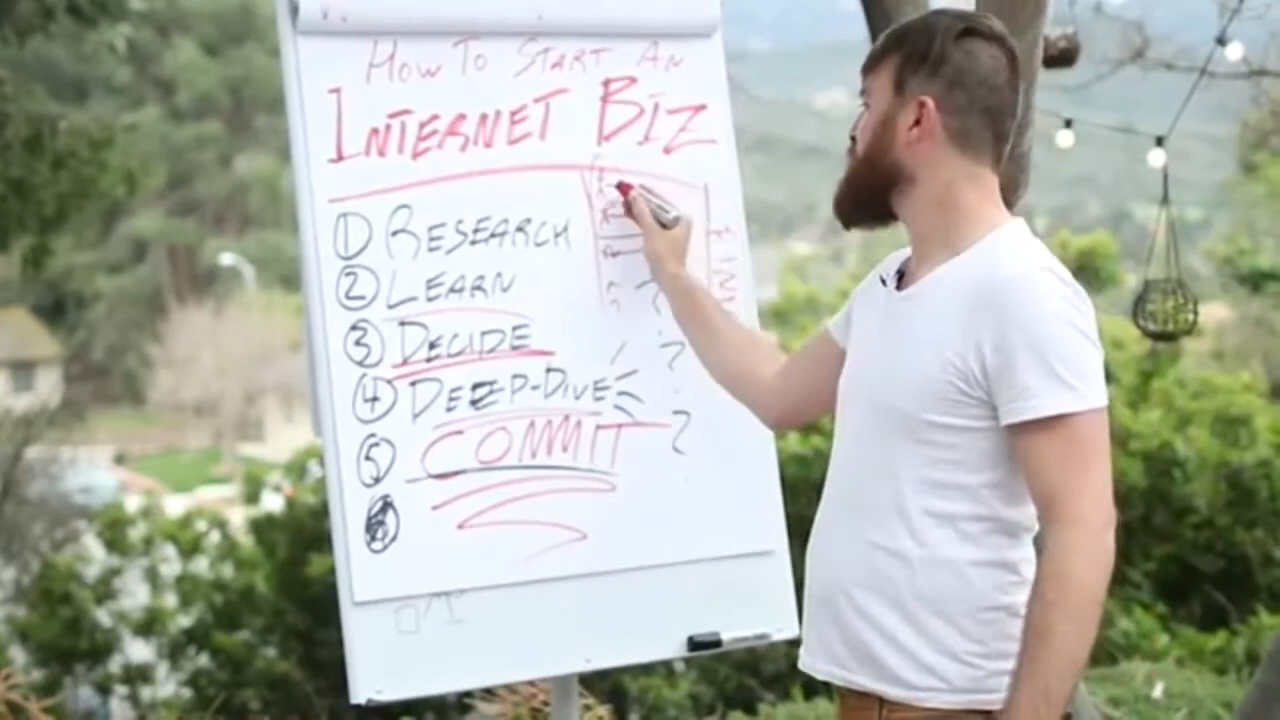 How To Start An
INTERNET BIZ
1 RESEARCH
2 LEARN
3 DECIDE
4 DEEP-DIVE
5 COMMIT
?
?